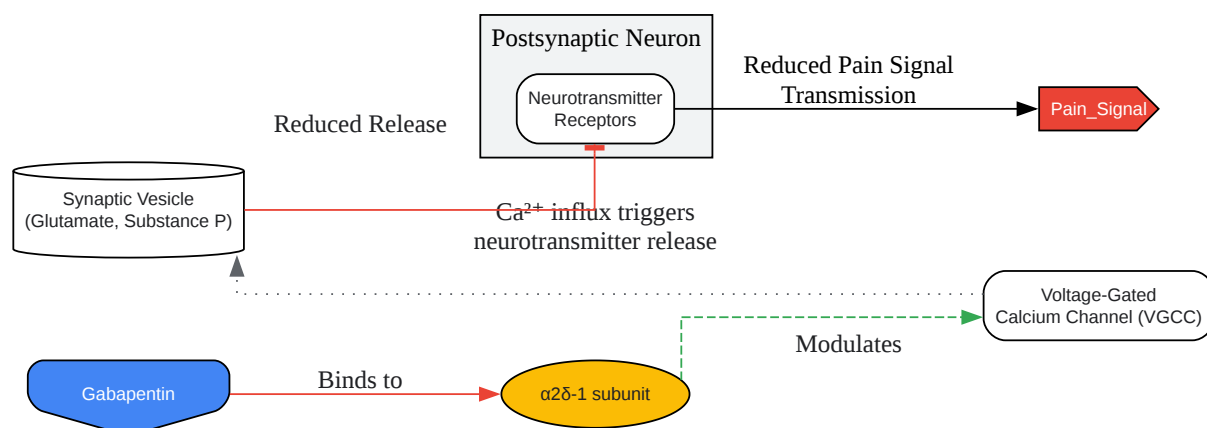 Postsynaptic Neuron
Neurotransmitter
Receptors
Reduced Pain Signal
Transmission
Pain_Signal
Reduced Release
Synaptic Vesicle
(Glutamate, Substance P)
Ca²⁺ influx triggers
neurotransmitter release
Voltage-Gated
Calcium Channel (VGCC)
Modulates
Gabapentin
Binds to
α2δ-1 subunit